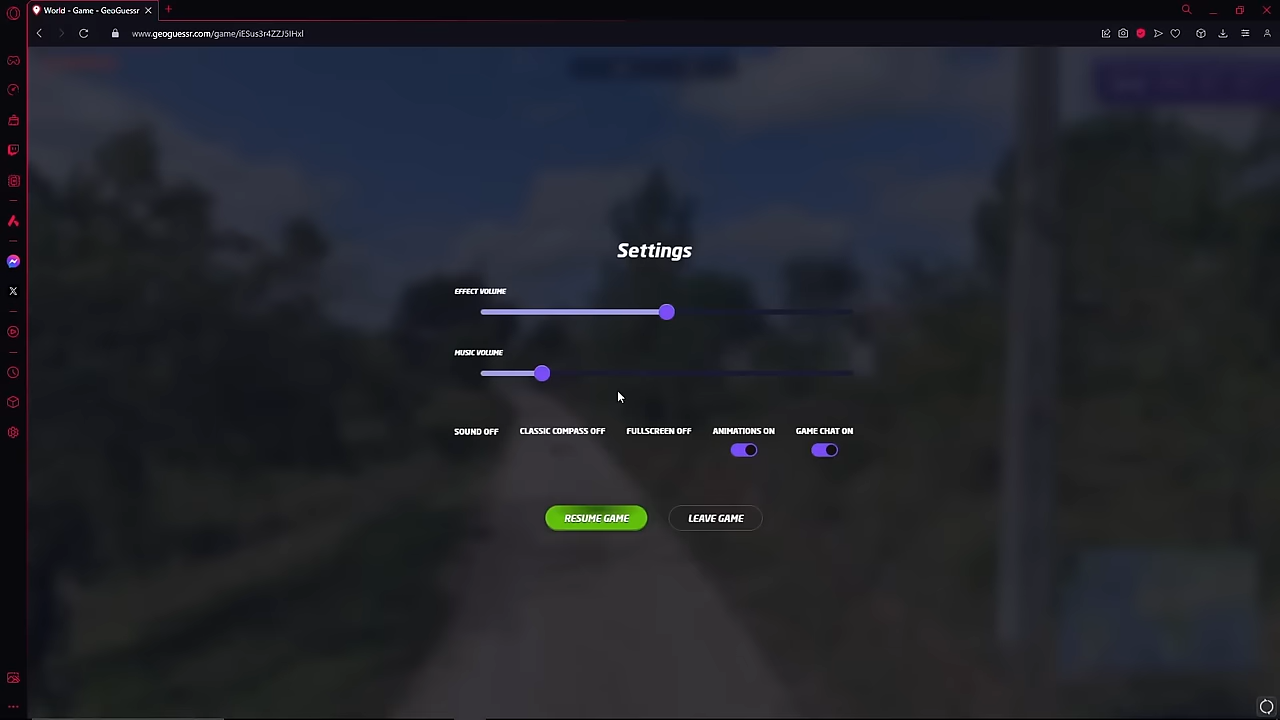 World - Game - GeoGuessr
www.geoguessr.com/game/iESus3r4ZZJ5IHxl
Settings
EFFECT VOLUME
MUSIC VOLUME
SOUND OFF CLASSIC COMPASS OFF FULLSCREEN OFF ANIMATIONS ON GAME CHAT ON
RESUME GAME LEAVE GAME